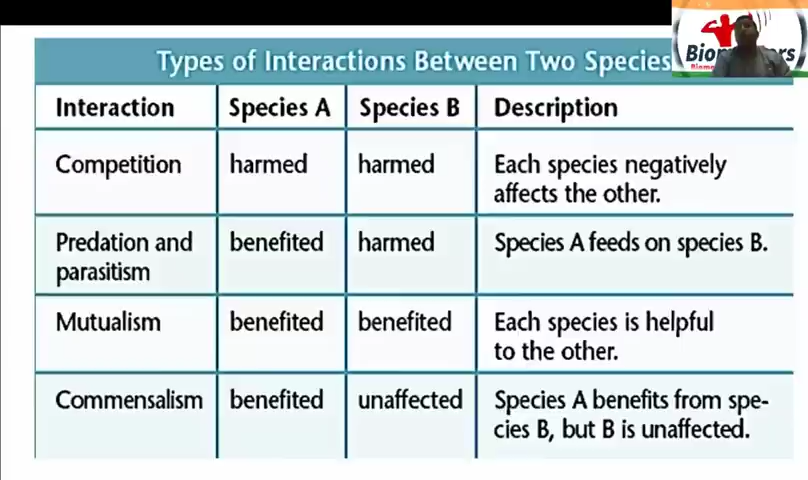 Types of Interactions Between Two Species
Interaction Species A Species B Description
Competition harmed harmed Each species negatively
affects the other.
Predation and benefited harmed Species A feeds on species B.
parasitism
Mutualism benefited benefited Each species is helpful
to the other.
Commensalism benefited unaffected Species A benefits from spe-
cies B, but B is unaffected.